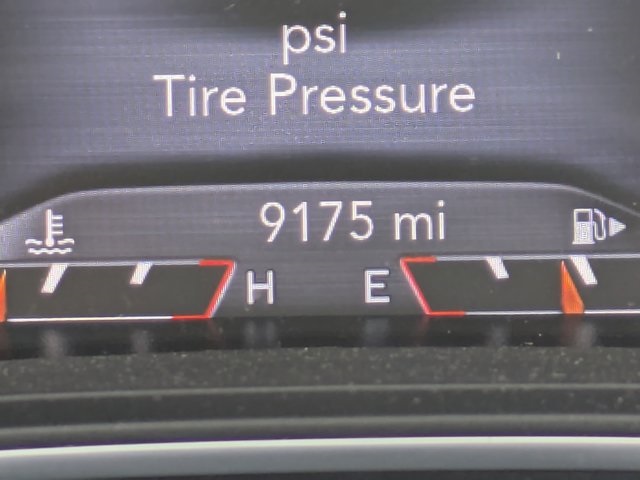 psi
Tire Pressure
9175 mi
H E